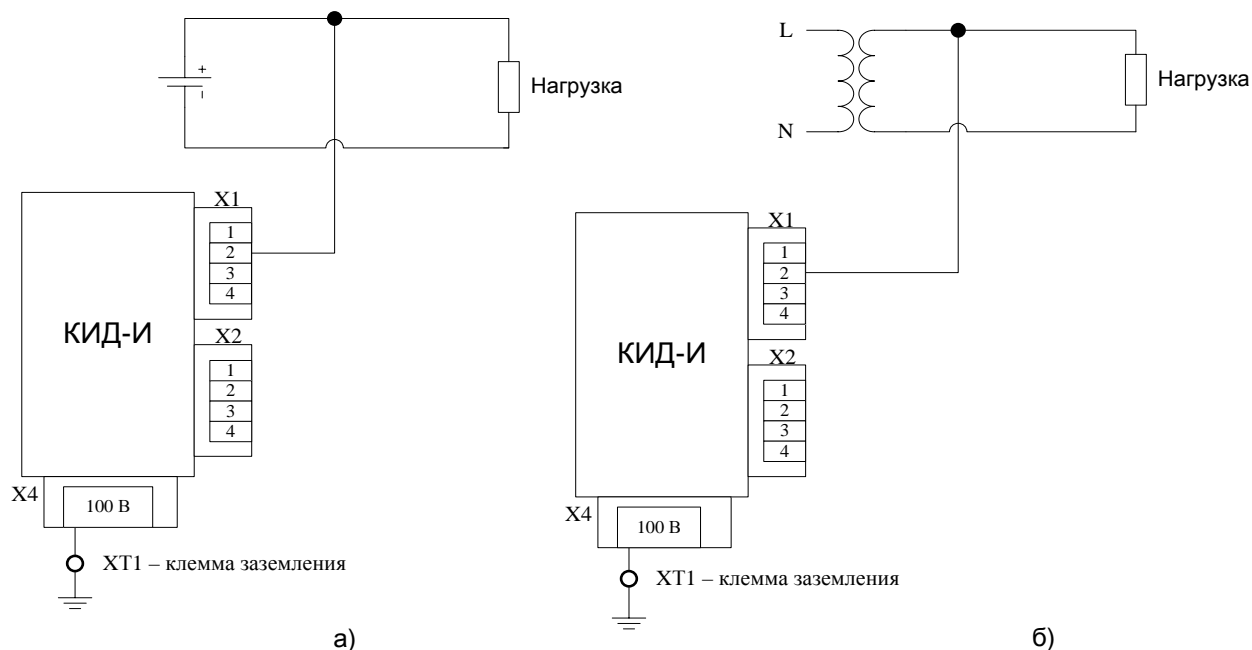 +
−
Нагрузка
X1
1
2
3
4
КИД-И
X2
1
2
3
4
X4
100 В
XT1 – клемма заземления
а)
L
N
Нагрузка
X1
1
2
3
4
КИД-И
X2
1
2
3
4
X4
100 В
XT1 – клемма заземления
б)